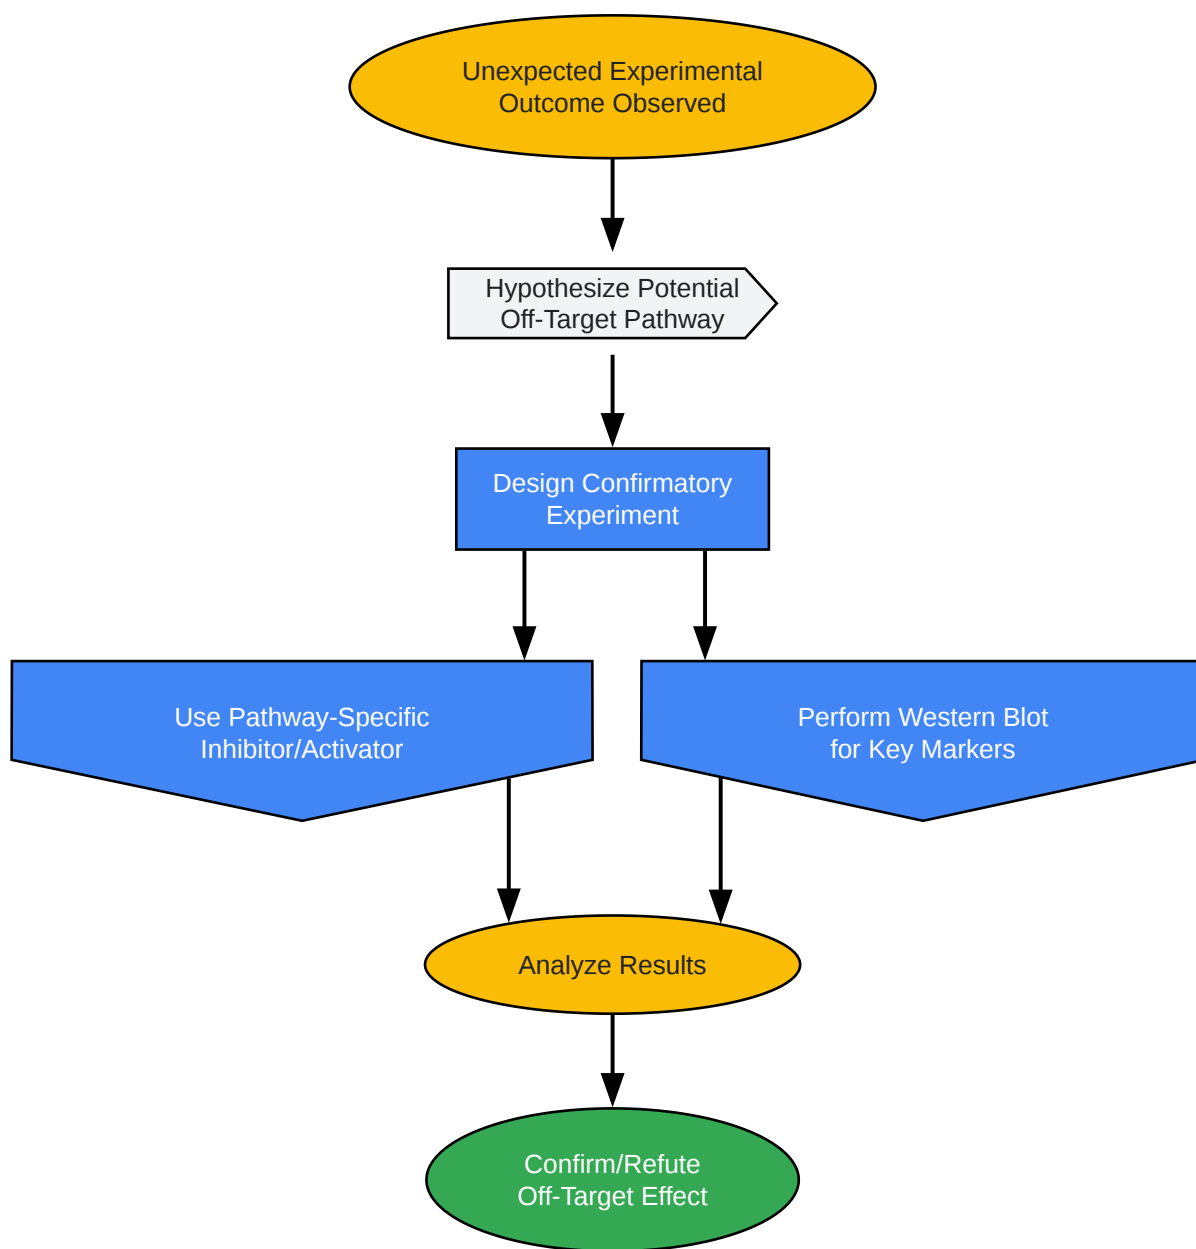 Unexpected Experimental
Outcome Observed
Hypothesize Potential
Off-Target Pathway
Design Confirmatory
Experiment
Use Pathway-Specific
Inhibitor/Activator
Perform Western Blot
for Key Markers
Analyze Results
Confirm/Refute
Off-Target Effect